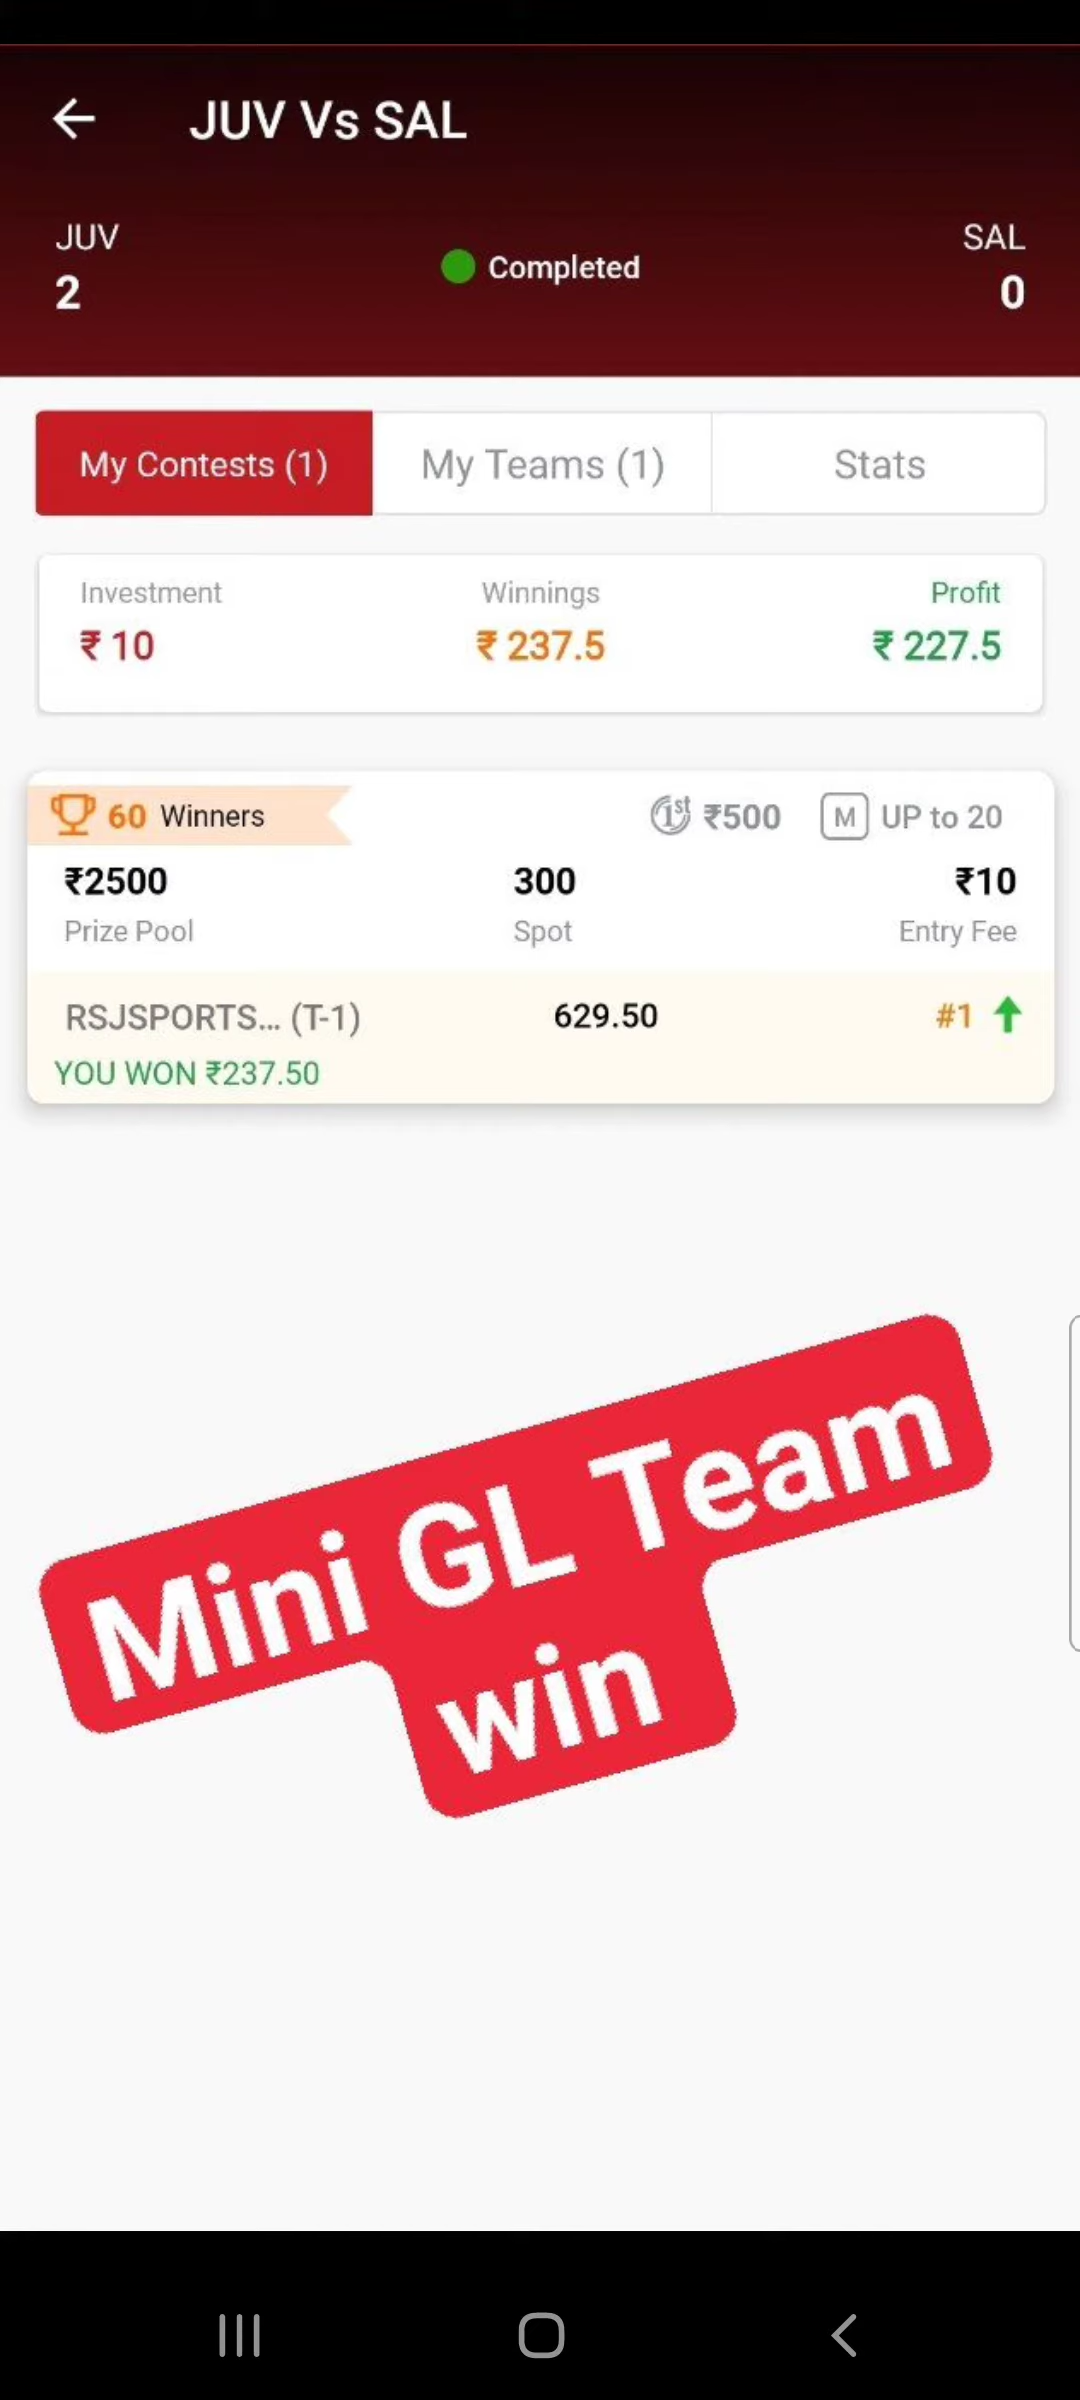 JUV Vs SAL
JUV
SAL
2
Completed
0
My Contests (1)
My Teams (1)
Stats
Investment
Winnings
Profit
₹ 10
₹ 237.5
₹ 227.5
60 Winners
1st ₹500
M UP to 20
₹2500
300
₹10
Prize Pool
Spot
Entry Fee
RSJSPORTS... (T-1)
629.50
#1
YOU WON ₹237.50
Mini GL Team
win